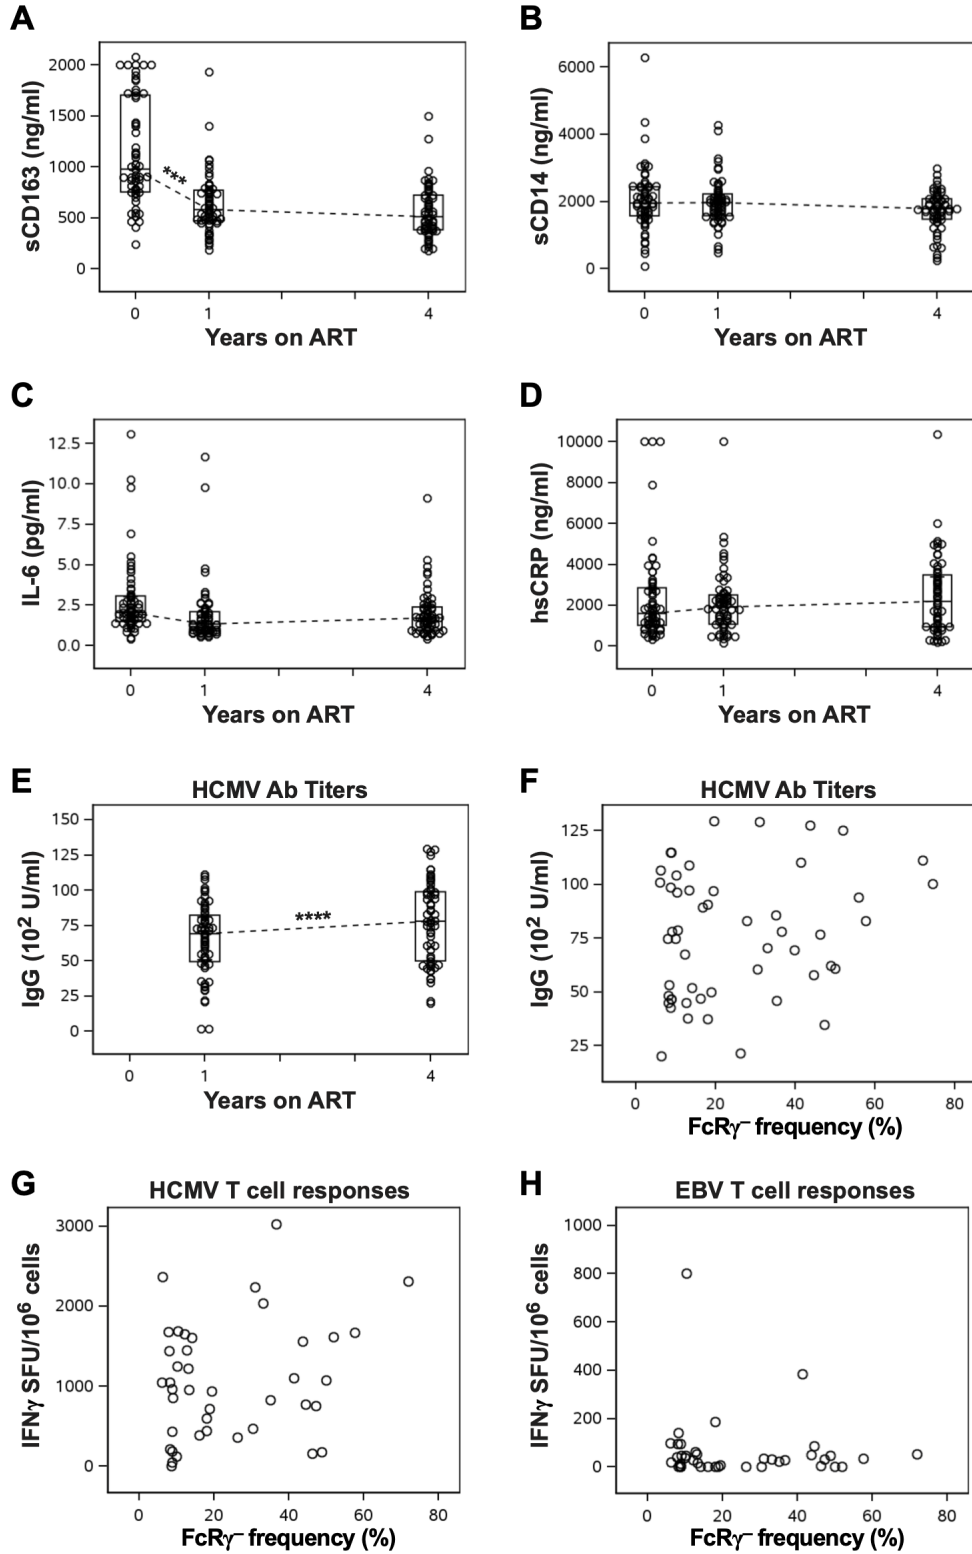 A
B
sCD163 (ng/ml)
2000
1500
1000
500
0
***
0
1
4
Years on ART
sCD14 (ng/ml)
6000
4000
2000
0
0
1
4
Years on ART
C
D
IL-6 (pg/ml)
12.5
10.0
7.5
5.0
2.5
0.0
0
1
4
Years on ART
hsCRP (ng/ml)
10000
8000
6000
4000
2000
0
0
1
4
Years on ART
E
HCMV Ab Titers
IgG (10² U/ml)
150
125
100
75
50
25
0
****
0
1
4
Years on ART
F
HCMV Ab Titers
IgG (10² U/ml)
125
100
75
50
25
0
20
40
60
80
FcRγ⁻ frequency (%)
G
HCMV T cell responses
IFNγ SFU/10⁶ cells
3000
2000
1000
0
0
20
40
60
80
FcRγ⁻ frequency (%)
H
EBV T cell responses
IFNγ SFU/10⁶ cells
1000
800
600
400
200
0
0
20
40
60
80
FcRγ⁻ frequency (%)